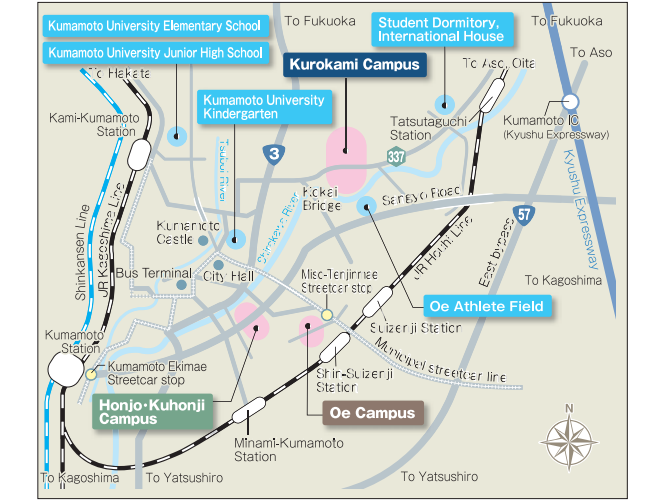 Kumamoto University Elementary School
Kumamoto University Junior High School
To Hakata
To Fukuoka
Student Dormitory,
International House
To Fukuoka
To Aso
Kurokami Campus
To Aso, Oita
Kami-Kumamoto
Station
Kumamoto University
Kindergarten
Tatsutaguchi
Station
Kumamoto IC
(Kyushu Expressway)
Tsuboi River
3
337
Kyushu Expressway
Shinkansen Line
JR Kagoshima Line
Kokai
Bridge
Sangyo Road
57
Kumamoto
Castle
Shirakawa River
JR Hohi Line
East bypass
Bus Terminal
City Hall
Streetcar stop
To Kagoshima
Oe Athlete Field
Suizenji Station
Kumamoto
Station
Kumamoto Ekimae
Streetcar stop
Shin-Suizenji
Station
Municipal streetcar line
Honjo·Kuhonji
Campus
Oe Campus
Minami-Kumamoto
Station
N
To Kagoshima
To Yatsushiro
To Yatsushiro